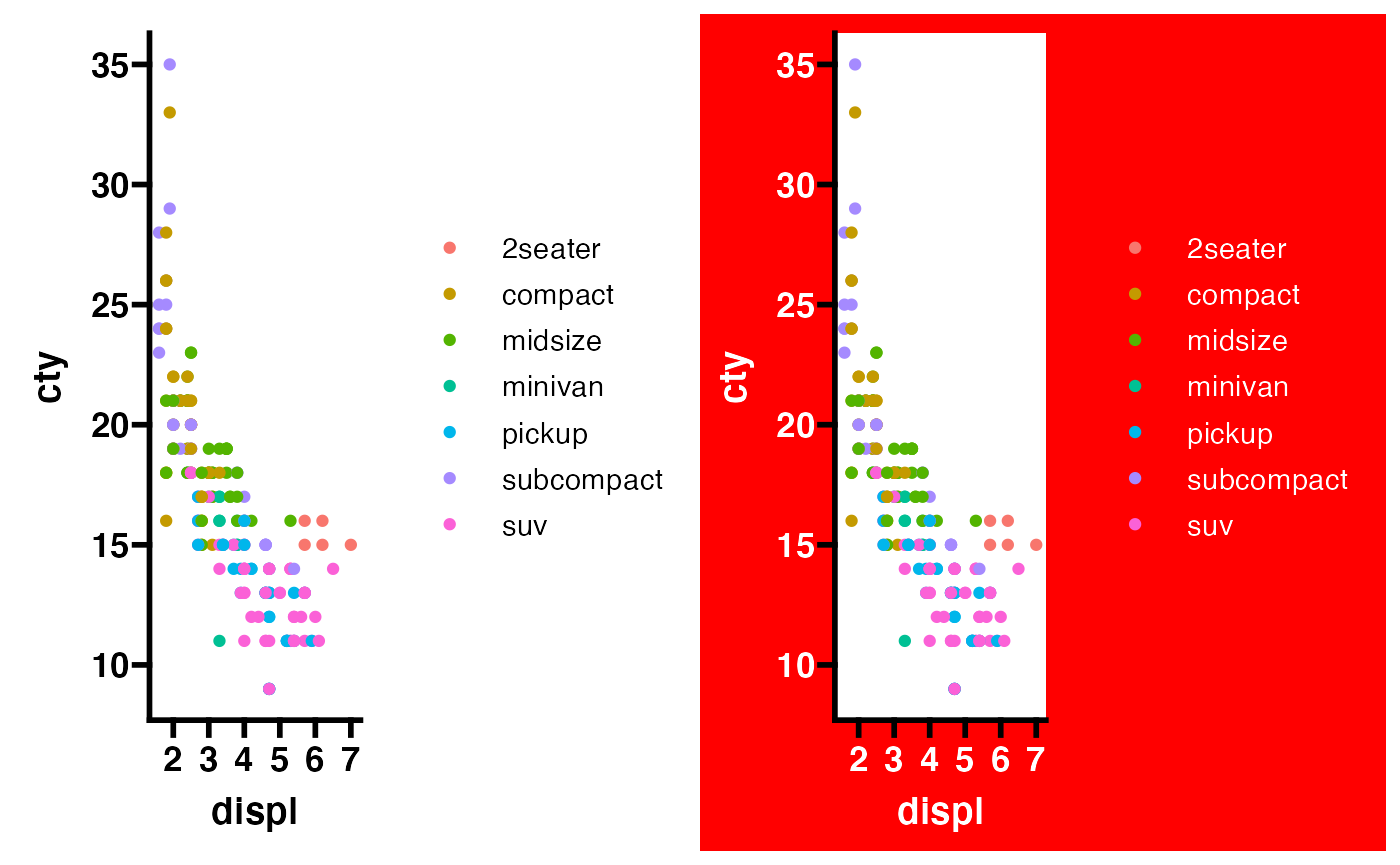 35
30
25
20
15
10
cty
2 3 4 5 6 7
displ
2seater
compact
midsize
minivan
pickup
subcompact
suv
35
30
25
20
15
10
cty
2 3 4 5 6 7
displ
2seater
compact
midsize
minivan
pickup
subcompact
suv